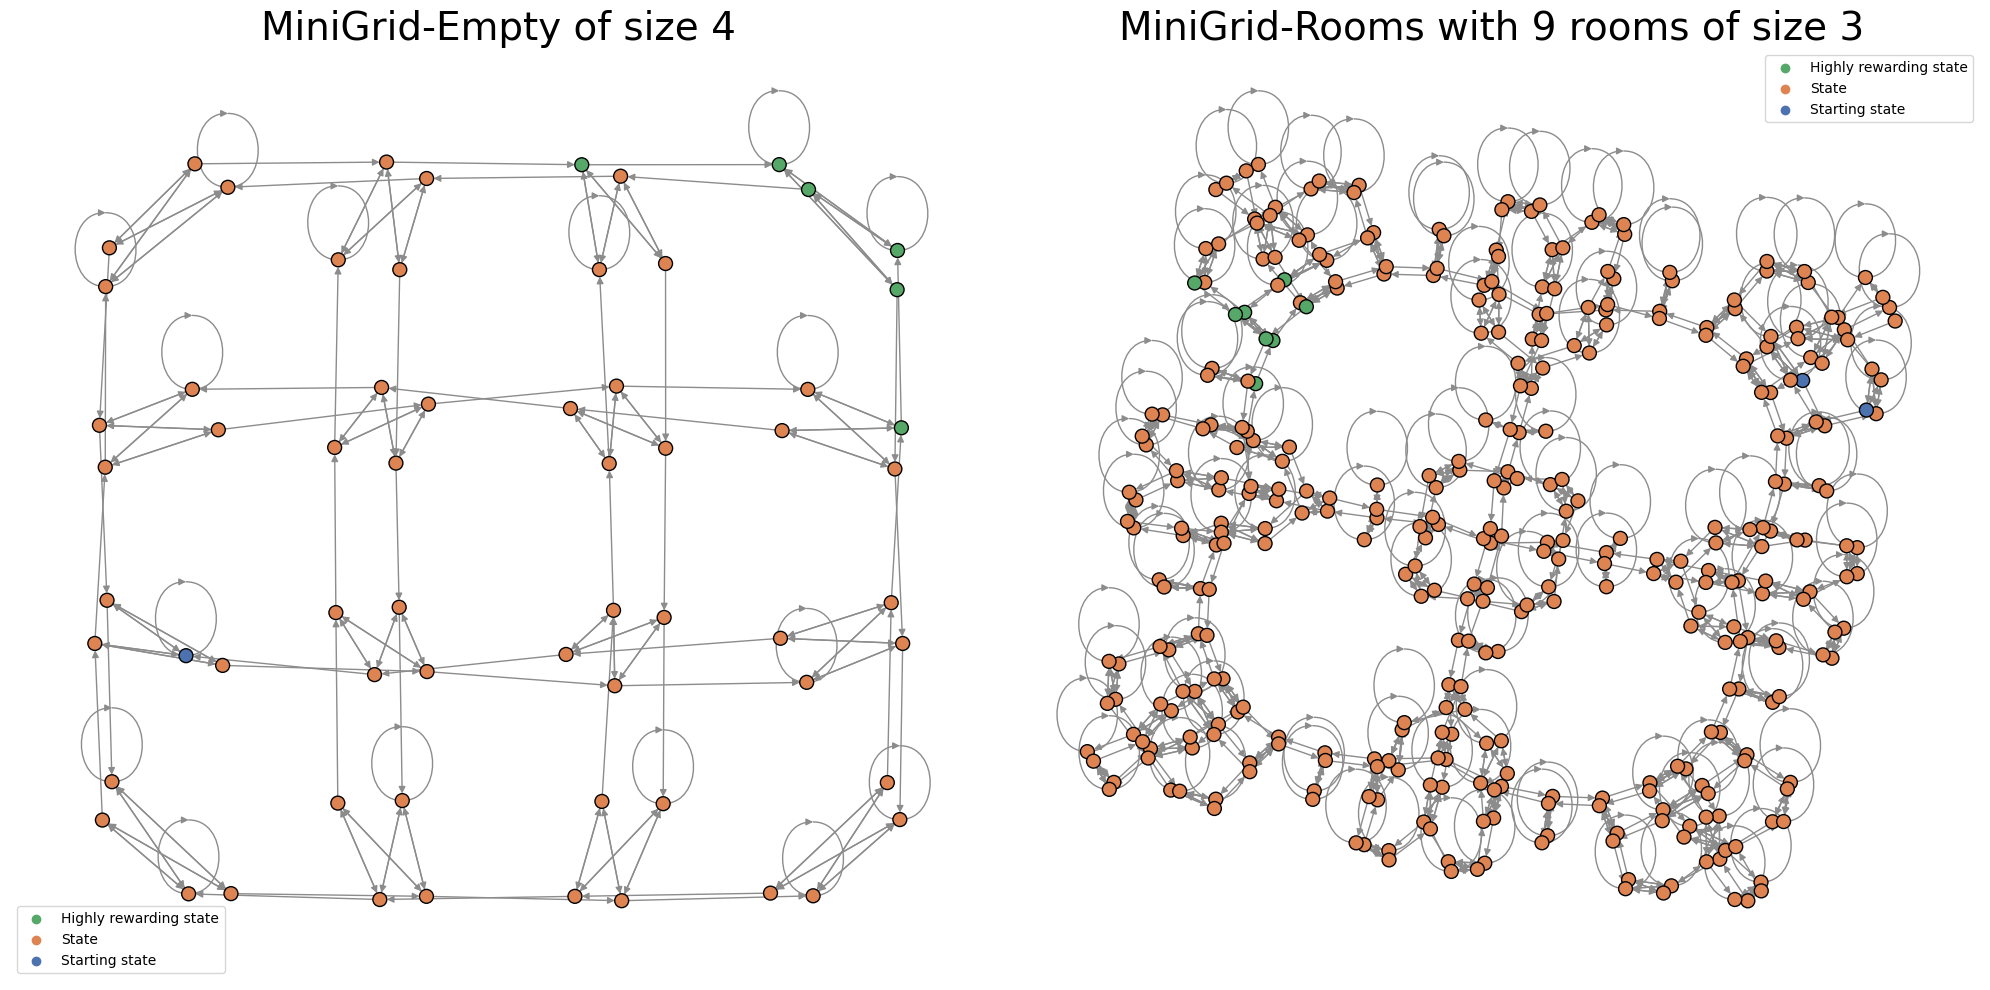 MiniGrid-Empty of size 4
Highly rewarding state
State
Starting state
MiniGrid-Rooms with 9 rooms of size 3
Highly rewarding state
State
Starting state